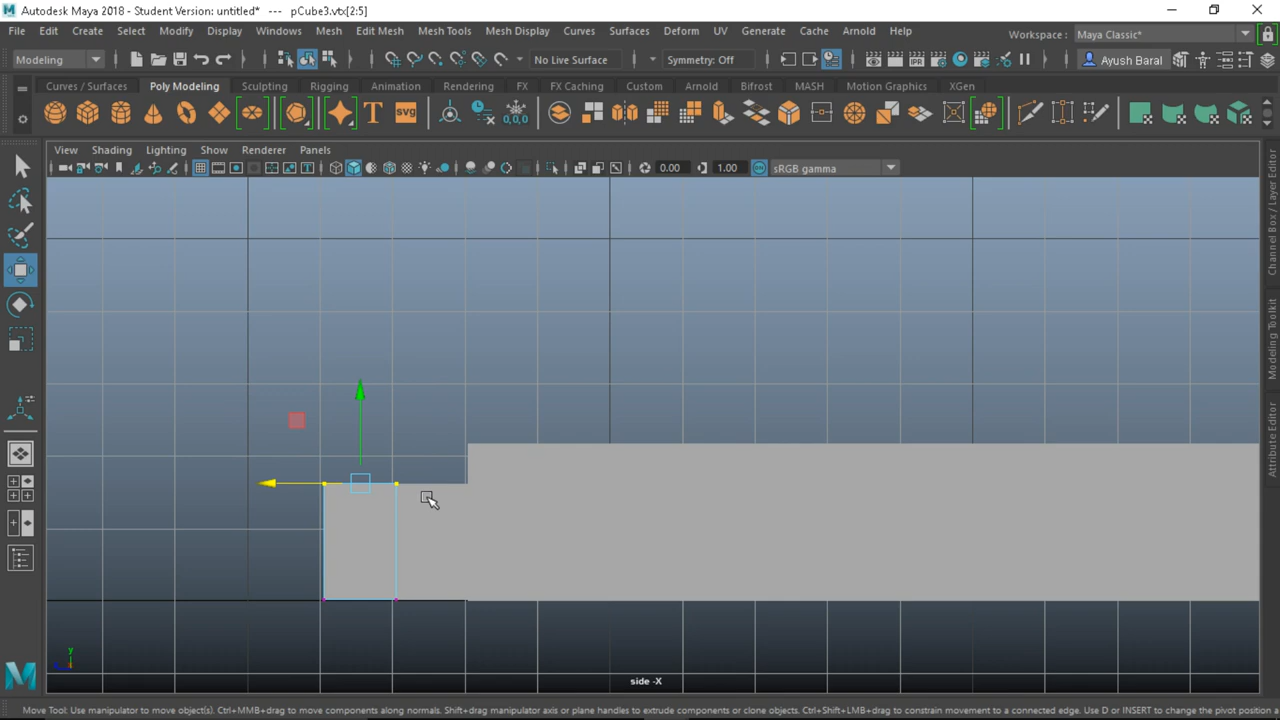 Autodesk Maya 2018 - Student Version: untitled* --- pCube3.vtx[2:5]
File Edit Create Select Modify Display Windows Mesh Edit Mesh Mesh Tools Mesh Display Curves Surfaces Deform UV Generate Cache Arnold Help Workspace : Maya Classic*
Modeling No Live Surface Symmetry: Off IPR Ayush Baral
Curves / Surfaces Poly Modeling Sculpting Rigging Animation Rendering FX FX Caching Custom Arnold Bifrost MASH Motion Graphics XGen
T SVG 0,0,0
View Shading Lighting Show Renderer Panels
0.00 1.00 sRGB gamma
Channel Box / Layer Editor
Modeling Toolkit
Attribute Editor
y
side -X
Move Tool: Use manipulator to move object(s). Ctrl+MMB+drag to move components along normals. Shift+drag manipulator axis or plane handles to extrude components or clone objects. Ctrl+Shift+LMB+drag to constrain movement to a connected edge. Use D or INSERT to change the pivot position a